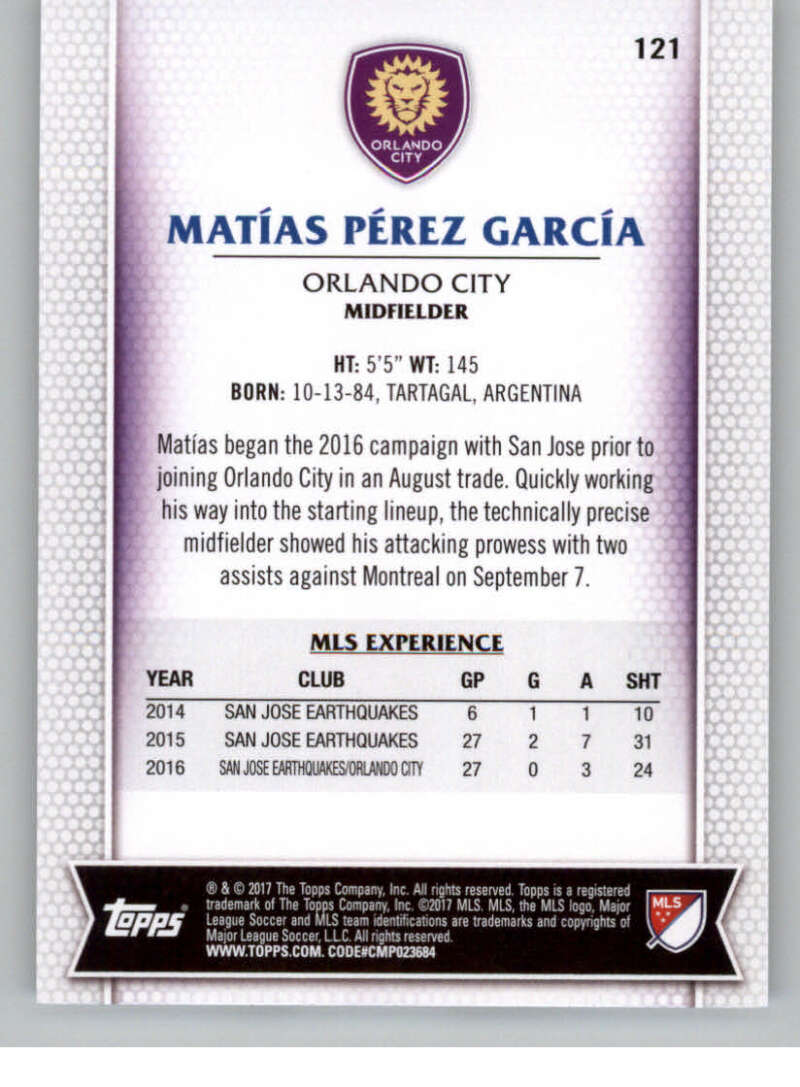 121
ORLANDO
CITY
MATÍAS PÉREZ GARCÍA
ORLANDO CITY
MIDFIELDER
HT: 5'5" WT: 145
BORN: 10-13-84, TARTAGAL, ARGENTINA
Matías began the 2016 campaign with San Jose prior to
joining Orlando City in an August trade. Quickly working
his way into the starting lineup, the technically precise
midfielder showed his attacking prowess with two
assists against Montreal on September 7.
MLS EXPERIENCE
YEAR CLUB GP G A SHT
2014 SAN JOSE EARTHQUAKES 6 1 1 10
2015 SAN JOSE EARTHQUAKES 27 2 7 31
2016 SAN JOSE EARTHQUAKES/ORLANDO CITY 27 0 3 24
Topps®
® & © 2017 The Topps Company, Inc. All rights reserved. Topps is a registered
trademark of The Topps Company, Inc. ©2017 MLS. MLS, the MLS logo, Major
League Soccer and MLS team identifications are trademarks and copyrights of
Major League Soccer, L.L.C. All rights reserved.
WWW.TOPPS.COM. CODE#CMP023684
MLS